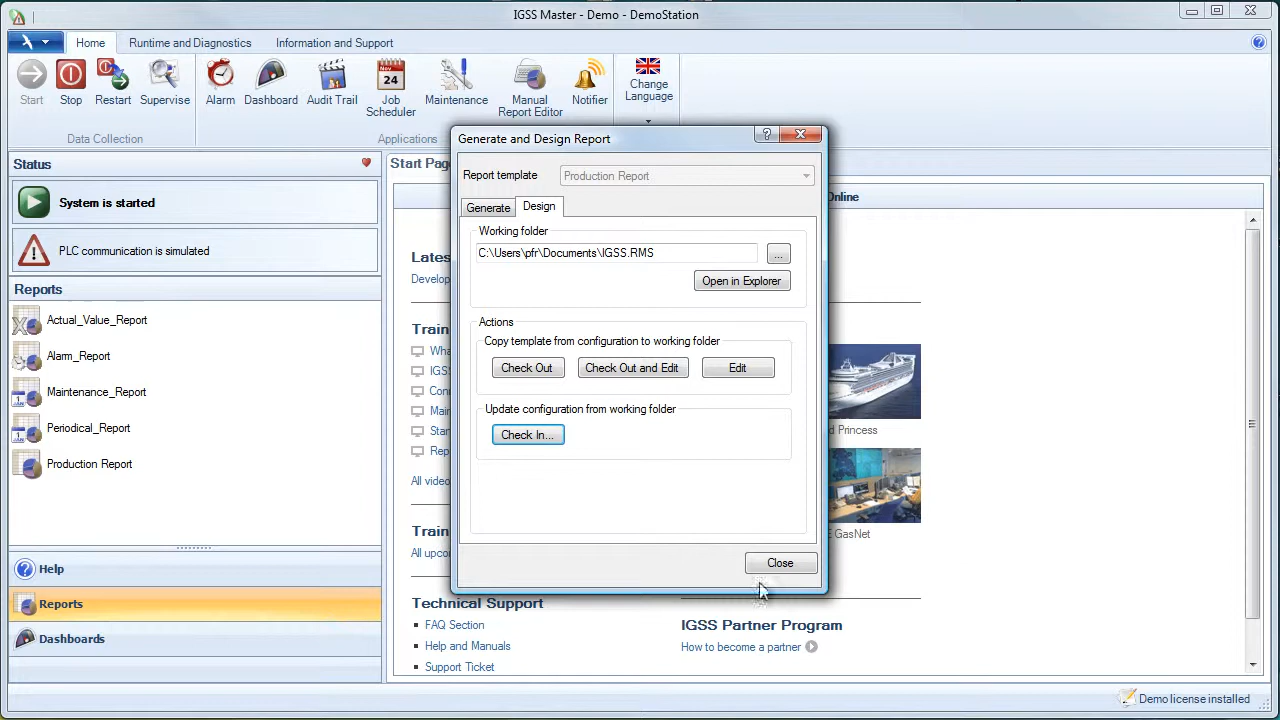 IGSS Master - Demo - DemoStation
Home Runtime and Diagnostics Information and Support
Start Stop Restart Supervise Alarm Dashboard Audit Trail Job Scheduler Maintenance Manual Report Editor Notifier Change Language
Nov 24
Data Collection Applications
Status
System is started
PLC communication is simulated
Reports
Actual_Value_Report
Alarm_Report
Maintenance_Report
Periodical_Report
Production Report
Help
Reports
Dashboards
Start Pag
Online
Lates
Develop
Train
Wha
IGSS
Con
Mai
Star
Rep
All video
Train
All upco
Generate and Design Report
Report template Production Report
Generate Design
Working folder
C:\Users\pfr\Documents\IGSS.RMS ...
Open in Explorer
Actions
Copy template from configuration to working folder
Check Out Check Out and Edit Edit
Update configuration from working folder
Check In...
Close
d Princess
E GasNet
Technical Support
FAQ Section
Help and Manuals
Support Ticket
IGSS Partner Program
How to become a partner
Demo license installed